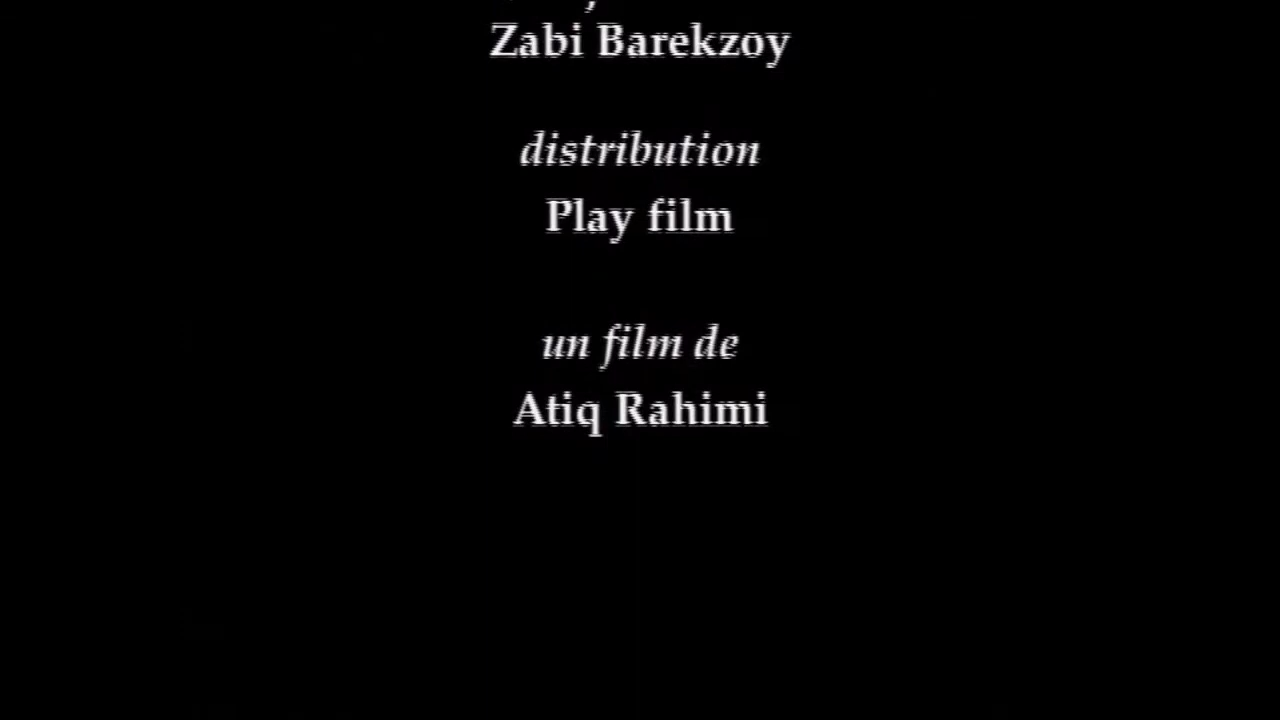 Zabi Barekzoy
distribution
Play film
un film de
Atiq Rahimi